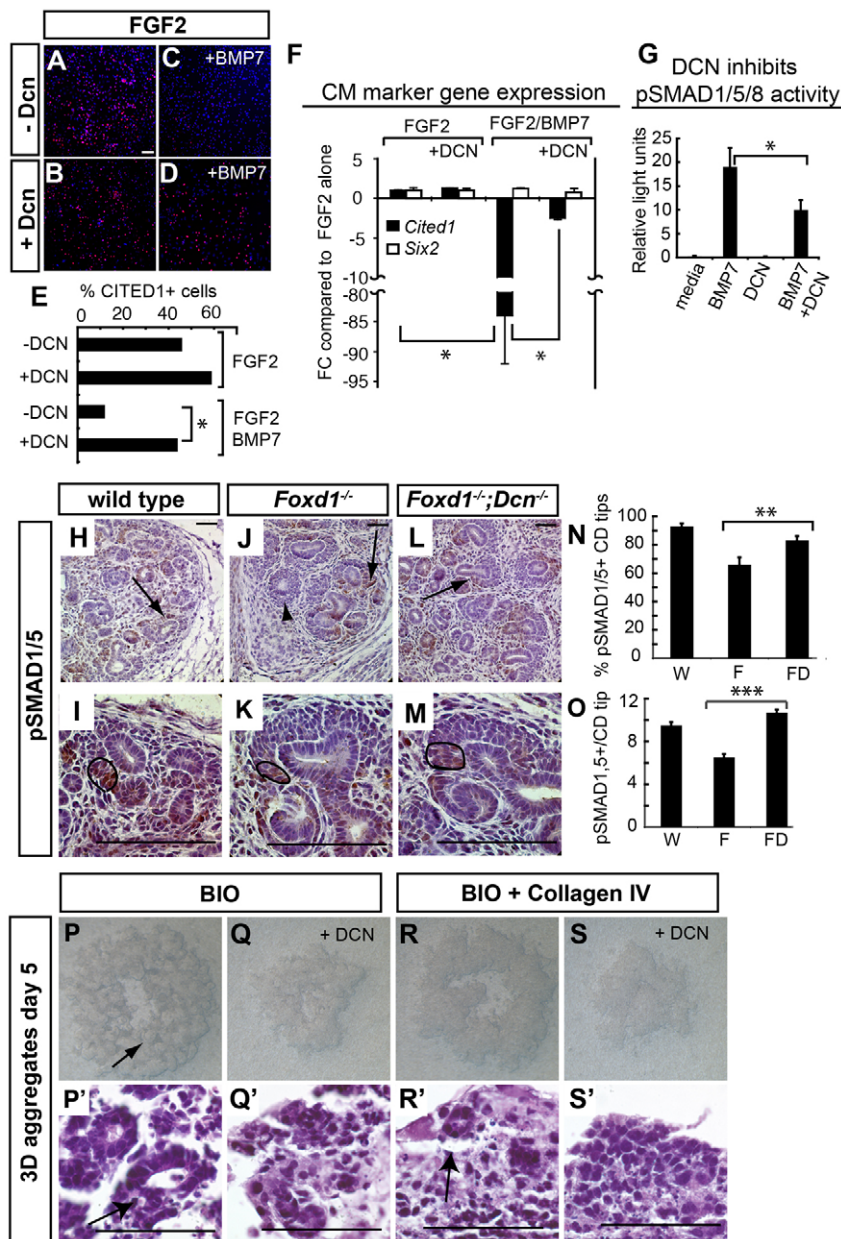 FGF2
- Dcn
+ Dcn
A
C
+BMP7
B
D
+BMP7
E
% CITED1+ cells
0
20
40
60
-DCN
+DCN
FGF2
-DCN
+DCN
*
FGF2
BMP7
F
CM marker gene expression
FGF2
FGF2/BMP7
+DCN
+DCN
FC compared to FGF2 alone
5
0
-5
-10
-80
-85
-90
-95
Cited1
Six2
*
*
G
DCN inhibits
pSMAD1/5/8 activity
Relative light units
25
20
15
10
5
0
*
media
BMP7
DCN
BMP7
+DCN
wild type
Foxd1-/-
Foxd1-/-;Dcn-/-
pSMAD1/5
H
J
L
I
K
M
N
% pSMAD1/5+ CD tips
100
80
60
40
20
0
**
W
F
FD
O
pSMAD1,5+/CD tip
12
8
4
0
***
W
F
FD
BIO
BIO + Collagen IV
3D aggregates day 5
P
Q
+ DCN
R
S
+ DCN
P'
Q'
R'
S'